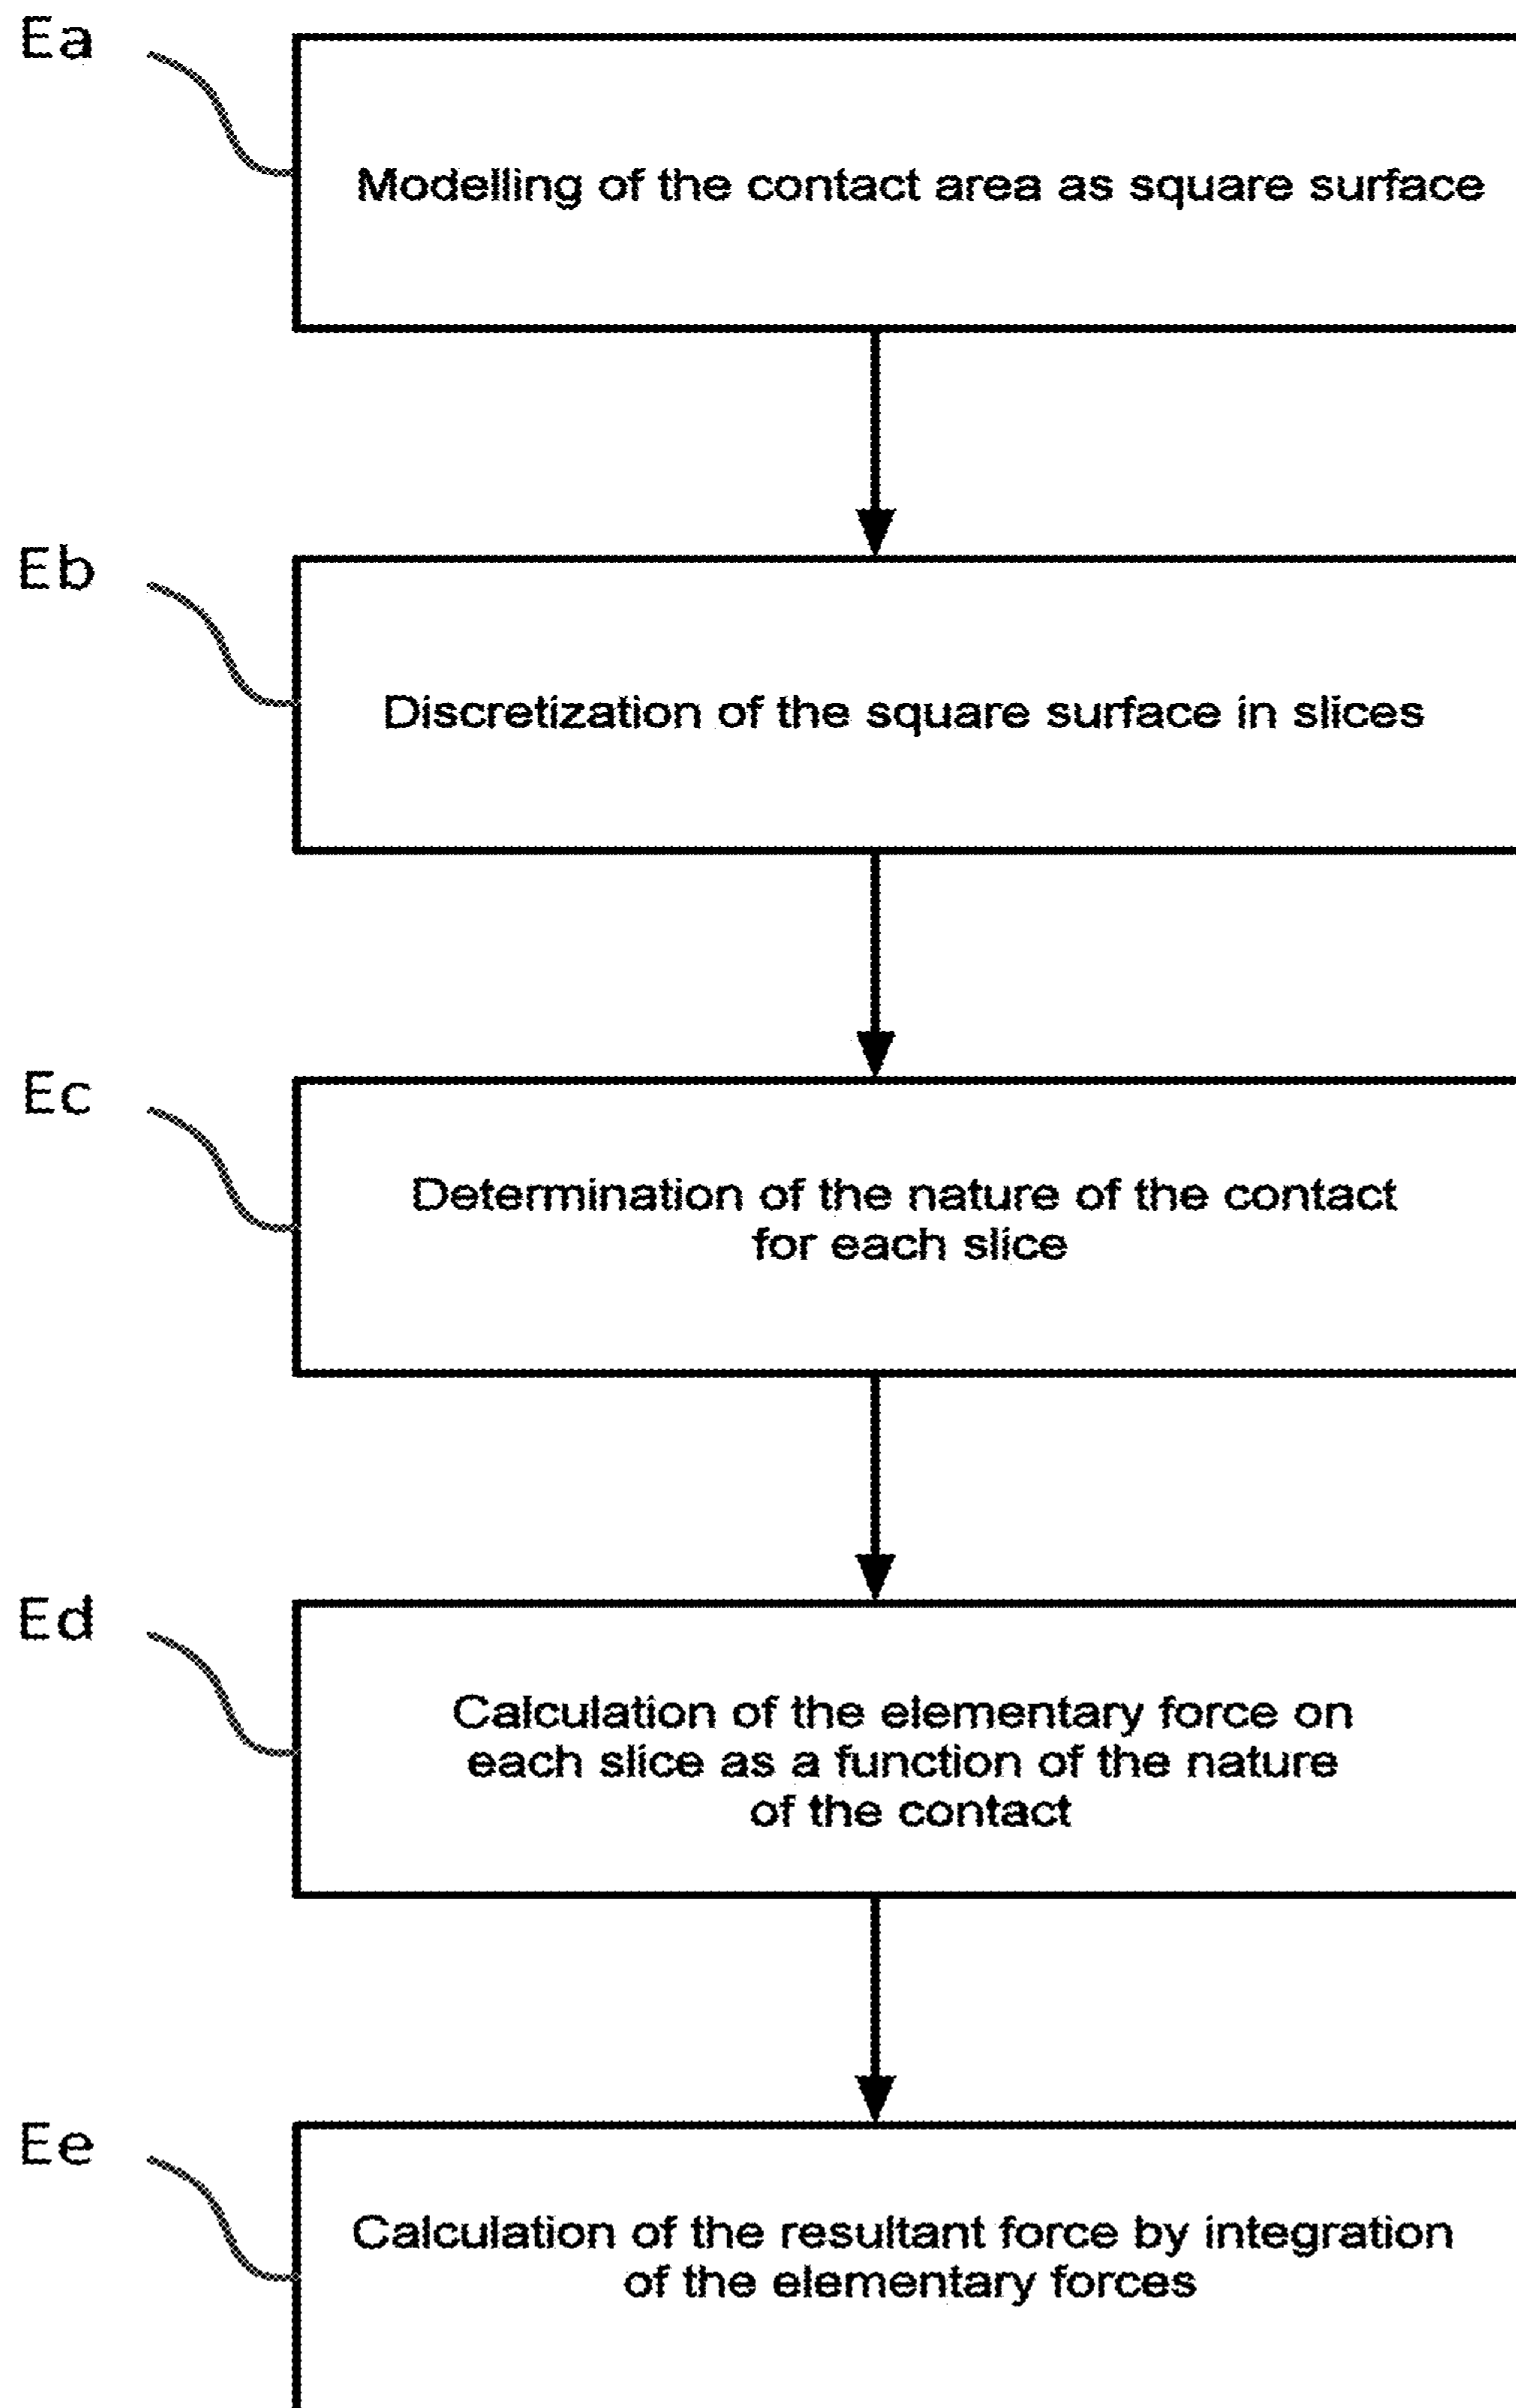 Ea
Modelling of the contact area as square surface
Eb
Discretization of the square surface in slices
Ec
Determination of the nature of the contact
for each slice
Ed
Calculation of the elementary force on
each slice as a function of the nature
of the contact
Ee
Calculation of the resultant force by integration
of the elementary forces